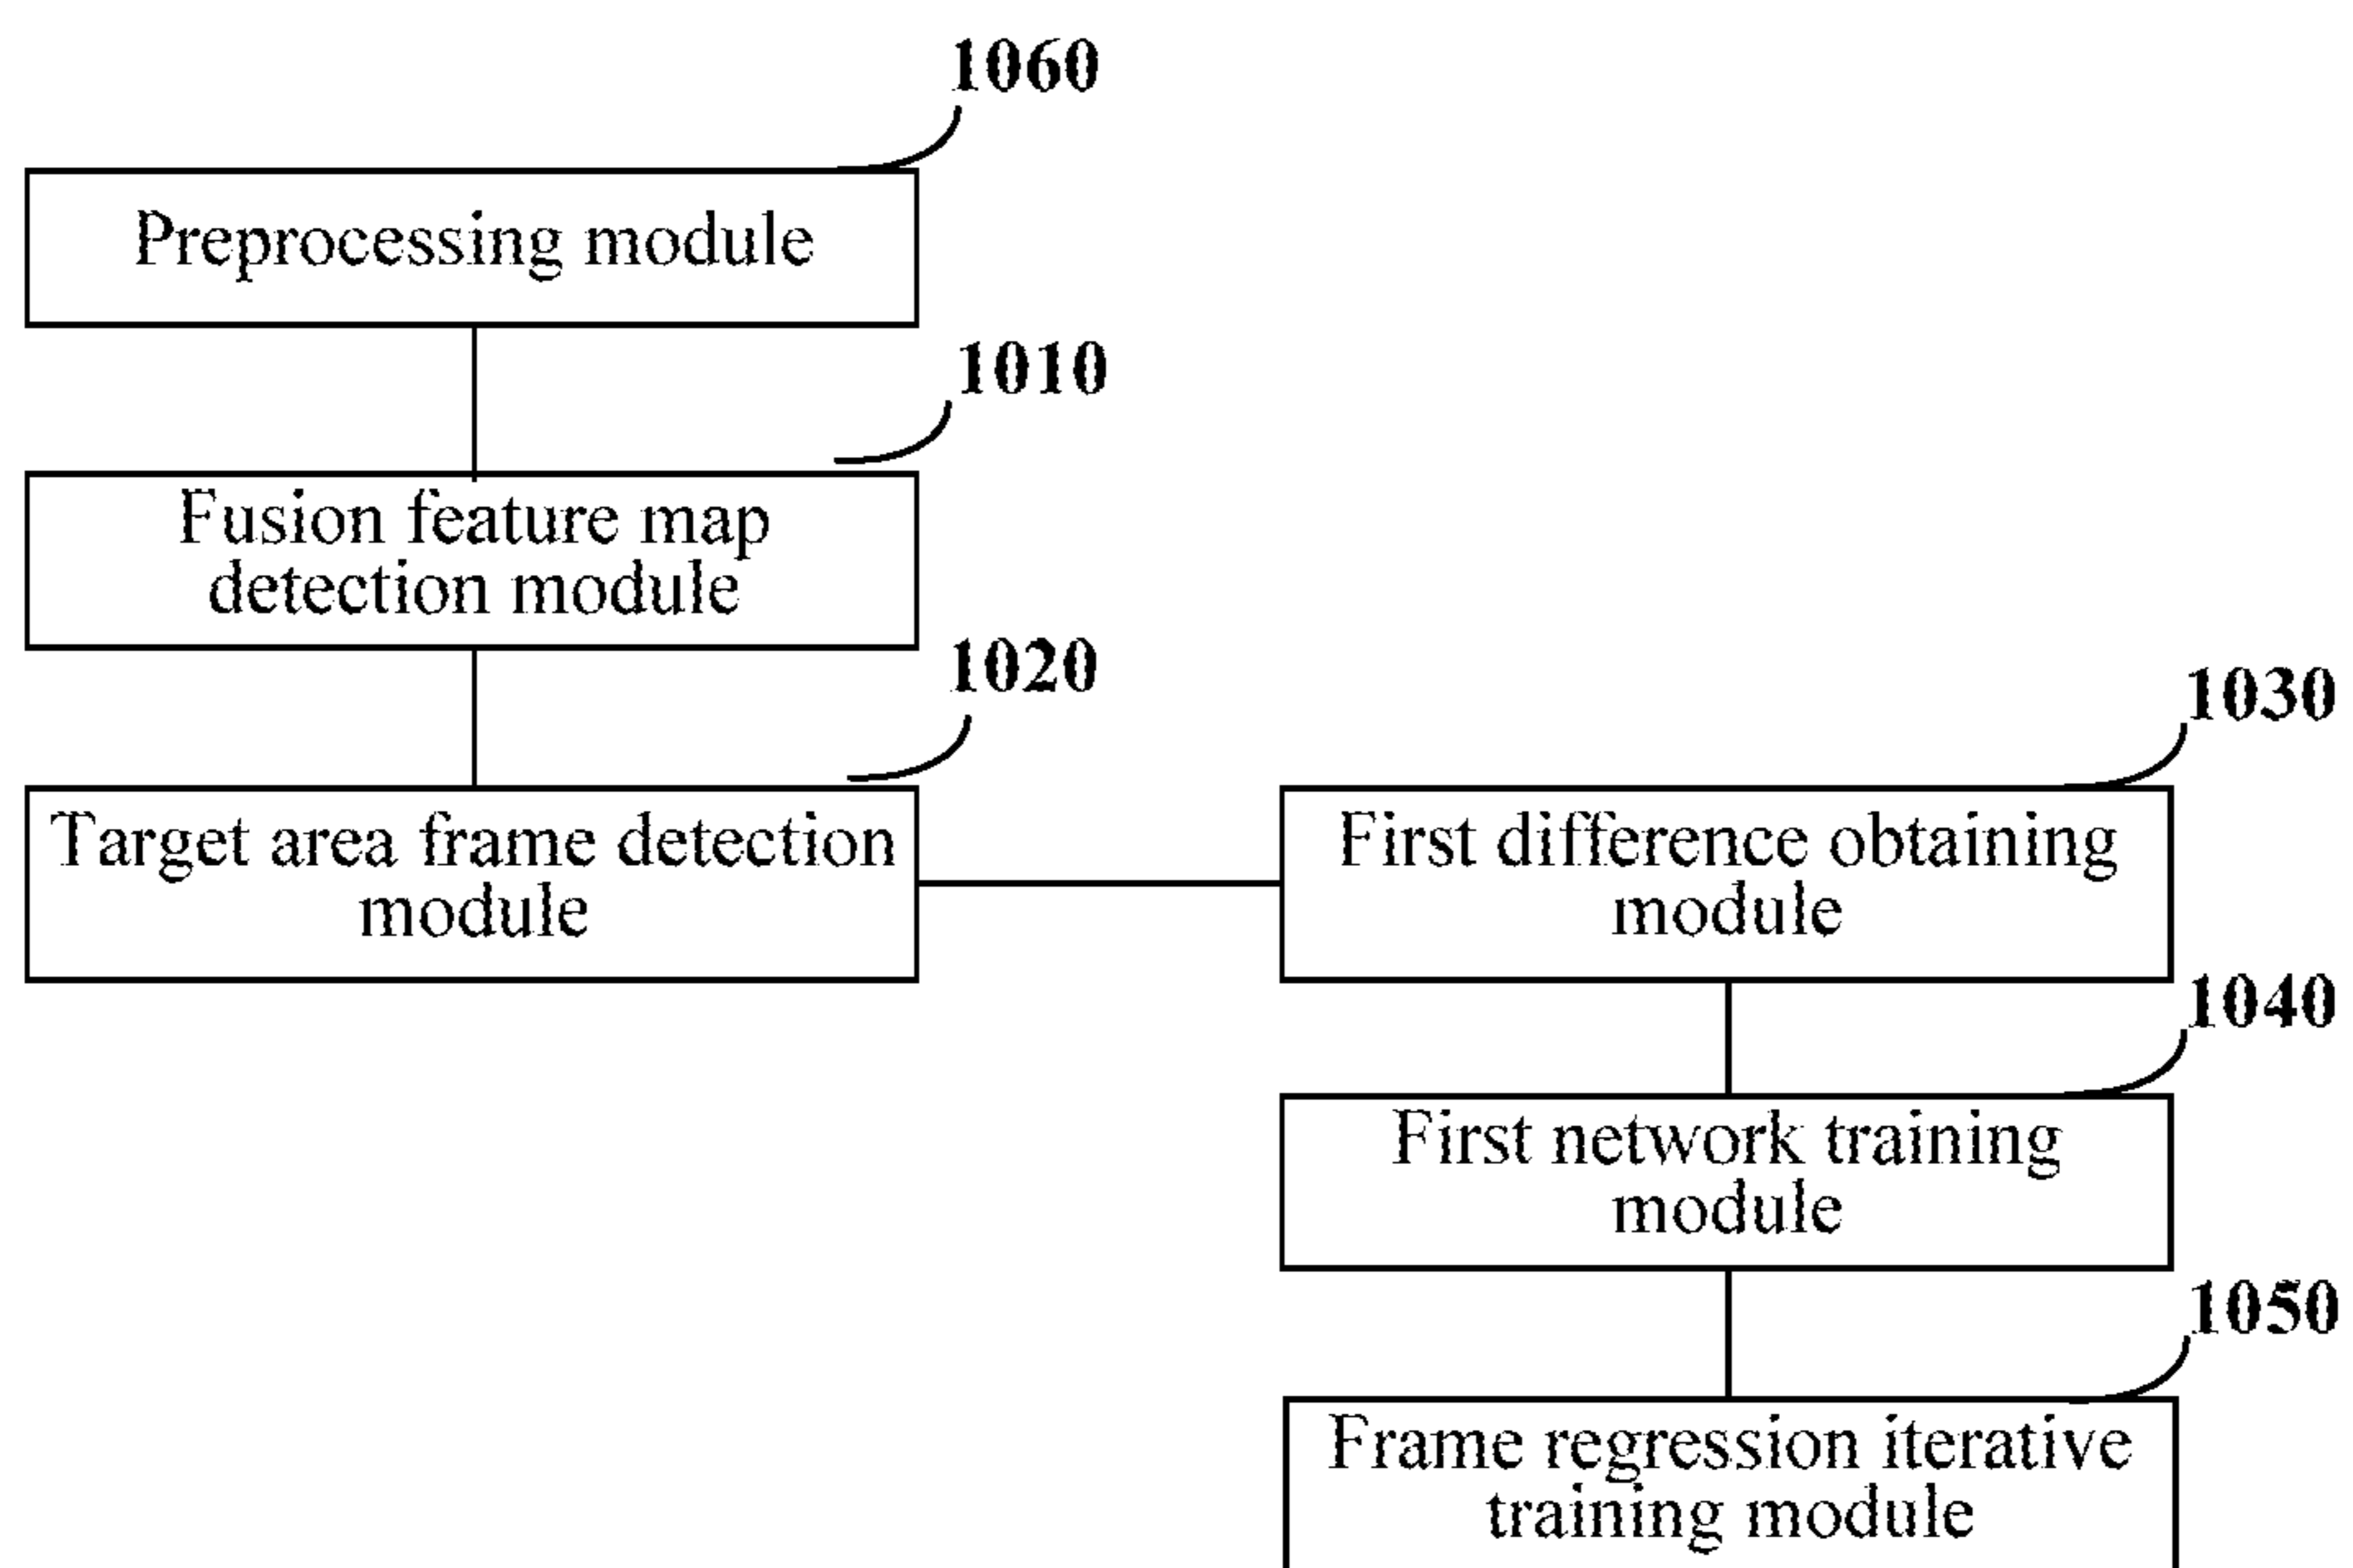 1060
Preprocessing module
1010
Fusion feature map
detection module
1020
Target area frame detection
module
1030
First difference obtaining
module
1040
First network training
module
1050
Frame regression iterative
training module